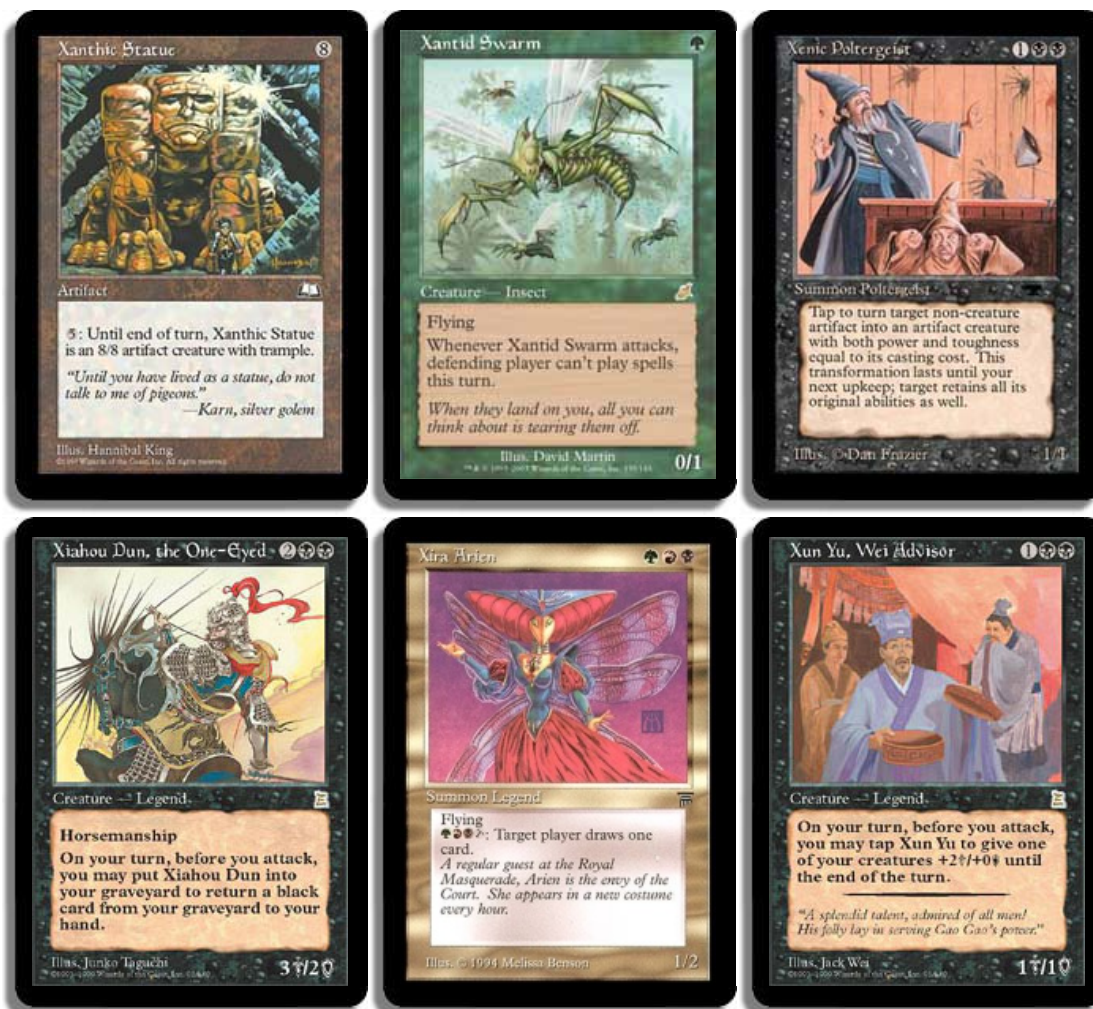 Xanthic Statue 8
Artifact
5: Until end of turn, Xanthic Statue
is an 8/8 artifact creature with trample.
"Until you have lived as a statue, do not
talk to me of pigeons."
—Karn, silver golem
Illus. Hannibal King
Xantid Swarm
Creature — Insect
Flying
Whenever Xantid Swarm attacks,
defending player can't play spells
this turn.
When they land on you, all you can
think about is tearing them off.
Illus. David Martin
0/1
Xenic Poltergeist 1
Summon Poltergeist
Tap to turn target non-creature
artifact into an artifact creature
with both power and toughness
equal to its casting cost. This
transformation lasts until your
next upkeep; target retains all its
original abilities as well.
Illus. © Dan Frazier 1/1
Xiahou Dun, the One-Eyed 2
Creature — Legend
Horsemanship
On your turn, before you attack,
you may put Xiahou Dun into
your graveyard to return a black
card from your graveyard to your
hand.
Illus. Junko Taguchi
3/2
Xira Arien
Summon Legend
Flying
: Target player draws one
card.
A regular guest at the Royal
Masquerade, Arien is the envy of the
Court. She appears in a new costume
every hour.
Illus. © 1994 Melissa Benson 1/2
Xun Yu, Wei Advisor 1
Creature — Legend
On your turn, before you attack,
you may tap Xun Yu to give one
of your creatures +2/+0 until
the end of the turn.
"A splendid talent, admired of all men!
His folly lay in serving Cao Cao's power."
Illus. Jack Wei
1/1